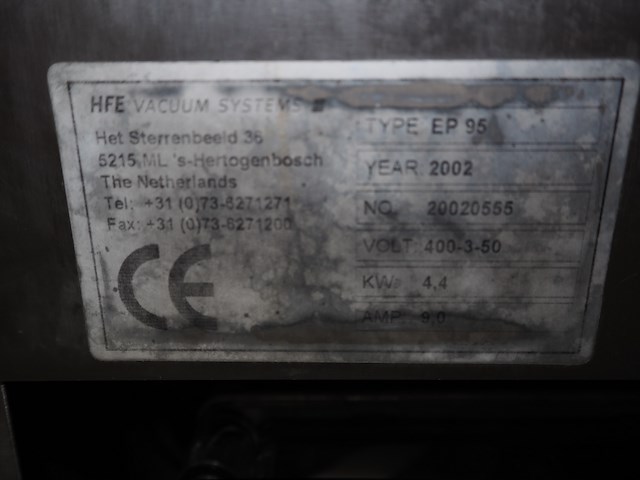 HFE VACUUM SYSTEMS
Het Sterrenbeeld 36
5215 ML 's-Hertogenbosch
The Netherlands
Tel: +31 (0)73-6271271
Fax: +31 (0)73-6271200
CE
TYPE EP 95
YEAR 2002
NO. 20020555
VOLT 400-3-50
KW: 4,4
AMP 9,0